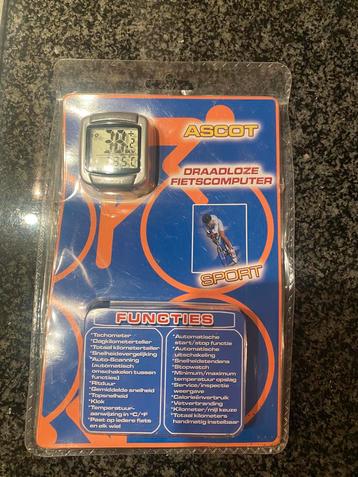 ASCOT
DRAADLOZE
FIETSCOMPUTER
SPORT
FUNCTIES
*Tachometer
*Dagkilometerteller
*Totaal kilometerteller
*Snelheidsvergelijking
*Auto-Scanning
(automatisch
omschakelen tussen
functies)
*Ritduur
*Gemiddelde snelheid
*Topsnelheid
*Klok
*Temperatuur-
aanwijzing in °C/°F
*Past op iedere fiets
en elk wiel
*Automatische
start/stop functie
*Automatische
uitschakeling
*Snelheidstendens
*Stopwatch
*Minimum/maximum
temperatuur opslag
*Service/inspectie
weergave
*Calorieënverbruik
*Vetverbranding
*Kilometer/mijl keuze
*Totaal kilometers
handmatig instelbaar